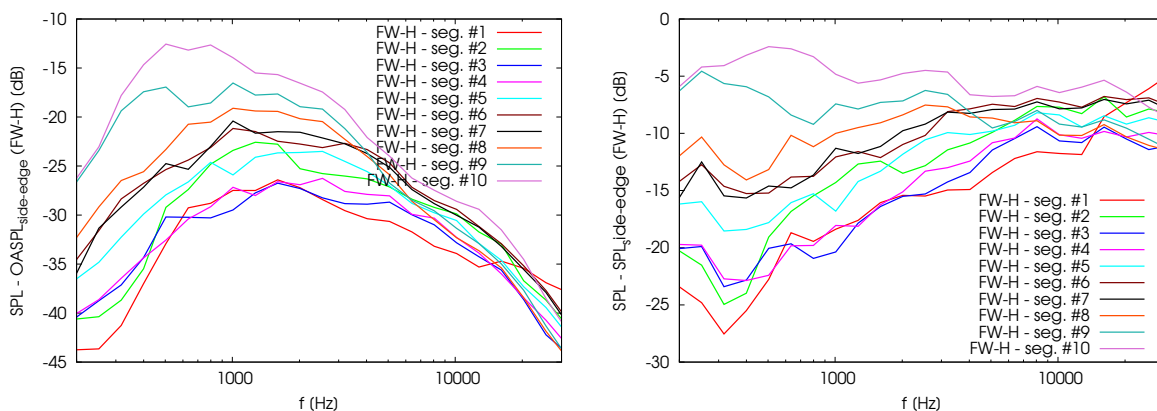 SPL - OASPLside-edge (FW-H) (dB)
-10
-15
-20
-25
-30
-35
-40
-45
1000
10000
f (Hz)
FW-H - seg. #1
FW-H - seg. #2
FW-H - seg. #3
FW-H - seg. #4
FW-H - seg. #5
FW-H - seg. #6
FW-H - seg. #7
FW-H - seg. #8
FW-H - seg. #9
FW-H - seg. #10
SPL - SPLside-edge (FW-H) (dB)
0
-5
-10
-15
-20
-25
-30
1000
10000
f (Hz)
FW-H - seg. #1
FW-H - seg. #2
FW-H - seg. #3
FW-H - seg. #4
FW-H - seg. #5
FW-H - seg. #6
FW-H - seg. #7
FW-H - seg. #8
FW-H - seg. #9
FW-H - seg. #10